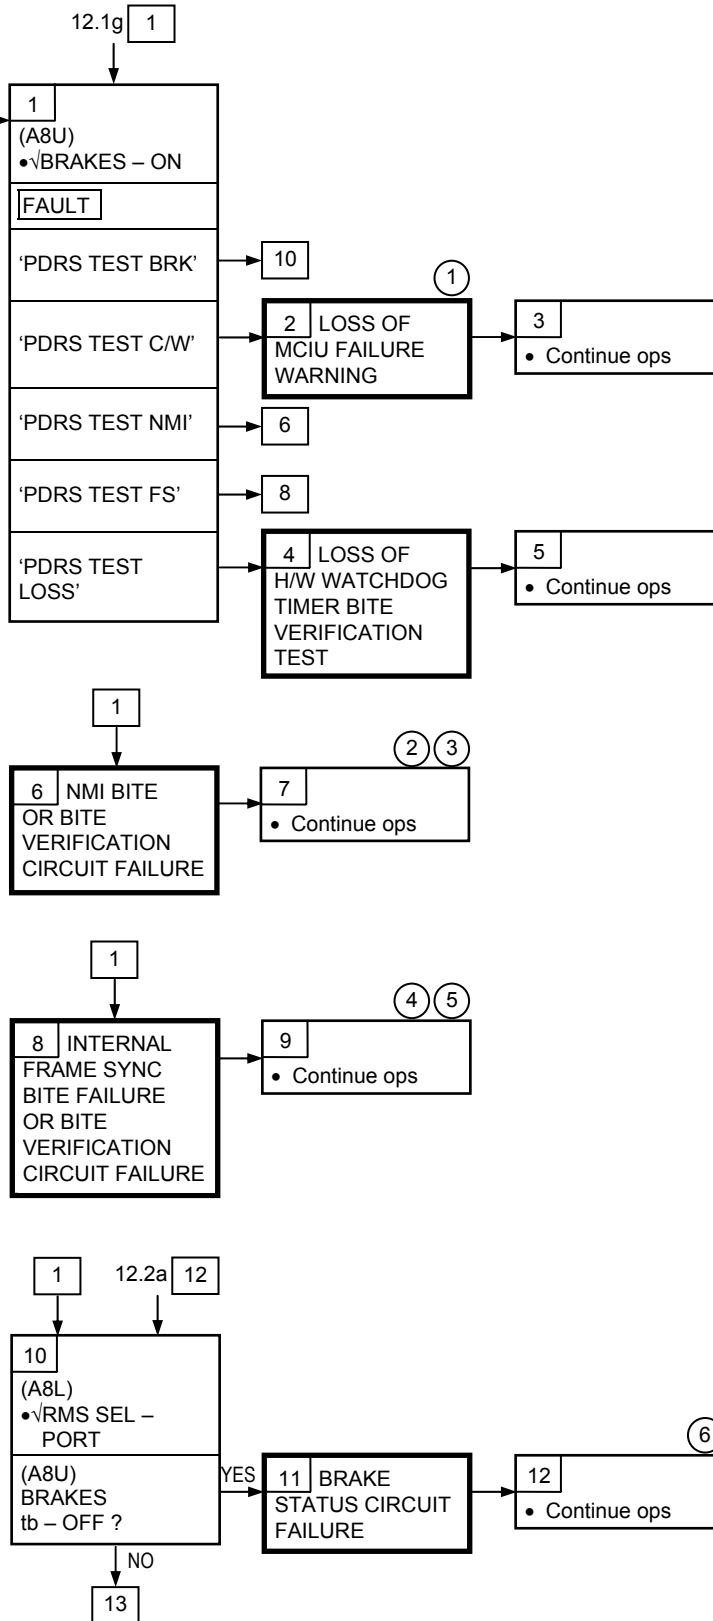 12.1g 1
1
(A8U)
•√BRAKES – ON
FAULT
‘PDRS TEST BRK’
10
‘PDRS TEST C/W’
1
2 LOSS OF
MCIU FAILURE
WARNING
3
• Continue ops
‘PDRS TEST NMI’
6
‘PDRS TEST FS’
8
‘PDRS TEST
LOSS’
4 LOSS OF
H/W WATCHDOG
TIMER BITE
VERIFICATION
TEST
5
• Continue ops
1
6 NMI BITE
OR BITE
VERIFICATION
CIRCUIT FAILURE
2 3
7
• Continue ops
1
8 INTERNAL
FRAME SYNC
BITE FAILURE
OR BITE
VERIFICATION
CIRCUIT FAILURE
4 5
9
• Continue ops
1
12.2a 12
10
(A8L)
•√RMS SEL –
PORT
(A8U)
BRAKES
tb – OFF ?
YES
11 BRAKE
STATUS CIRCUIT
FAILURE
6
12
• Continue ops
NO
13